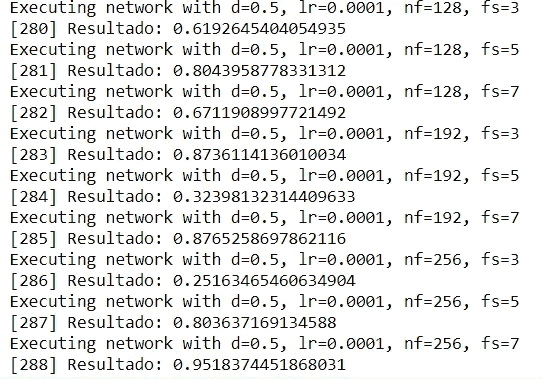 Executing network with d=0.5, lr=0.0001, nf=128, fs=3
[280] Resultado: 0.6192645404054935
Executing network with d=0.5, lr=0.0001, nf=128, fs=5
[281] Resultado: 0.8043958778331312
Executing network with d=0.5, lr=0.0001, nf=128, fs=7
[282] Resultado: 0.6711908997721492
Executing network with d=0.5, lr=0.0001, nf=192, fs=3
[283] Resultado: 0.8736114136010034
Executing network with d=0.5, lr=0.0001, nf=192, fs=5
[284] Resultado: 0.32398132314409633
Executing network with d=0.5, lr=0.0001, nf=192, fs=7
[285] Resultado: 0.8765258697862116
Executing network with d=0.5, lr=0.0001, nf=256, fs=3
[286] Resultado: 0.25163465460634904
Executing network with d=0.5, lr=0.0001, nf=256, fs=5
[287] Resultado: 0.803637169134588
Executing network with d=0.5, lr=0.0001, nf=256, fs=7
[288] Resultado: 0.9518374451868031